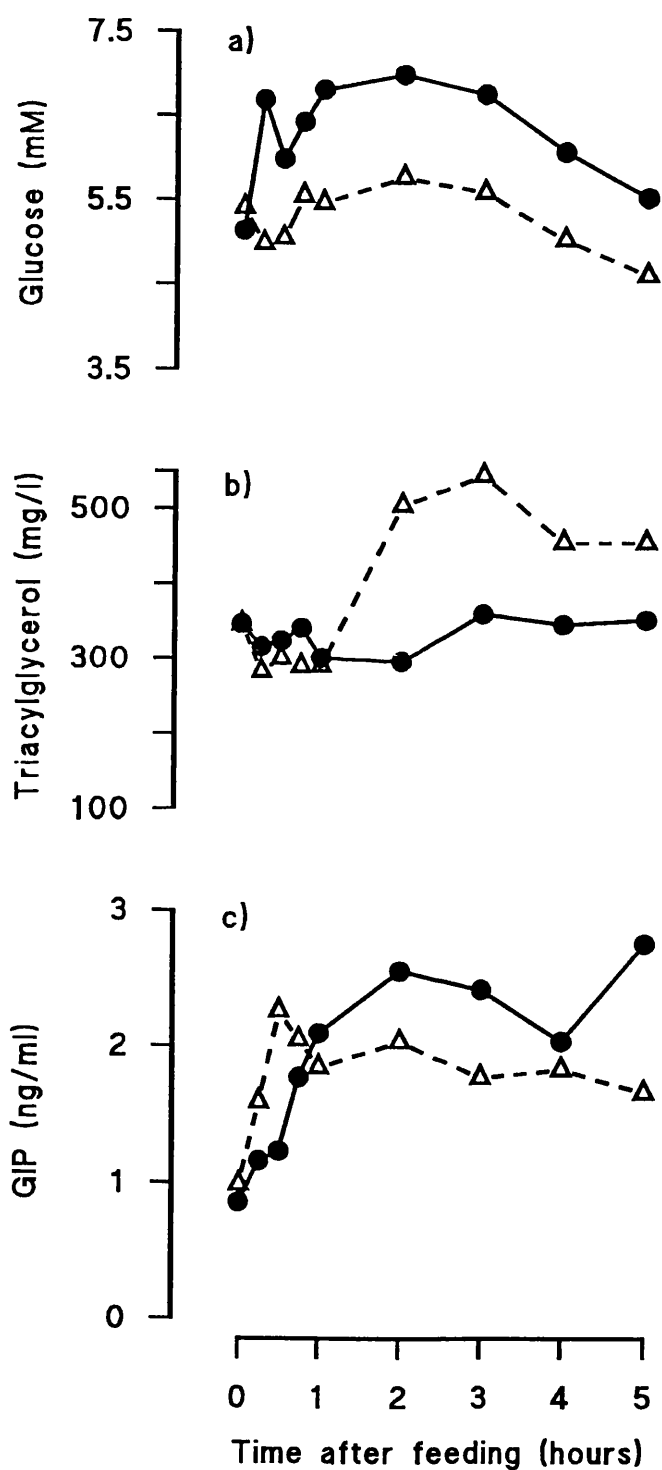 a)
7.5
5.5
3.5
Glucose (mM)
b)
500
300
100
Triacylglycerol (mg/l)
c)
3
2
1
0
GIP (ng/ml)
0 1 2 3 4 5
Time after feeding (hours)